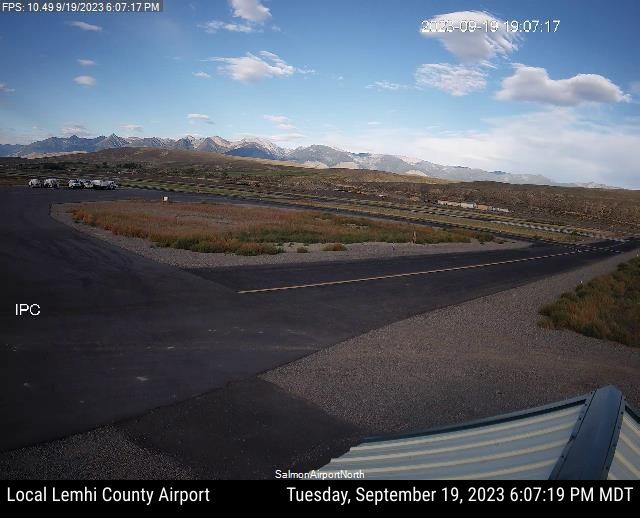 FPS: 10.49 9/19/2023 6:07:17 PM
2023-09-19 19:07:17
IPC
SalmonAirportNorth
Local Lemhi County Airport Tuesday, September 19, 2023 6:07:19 PM MDT